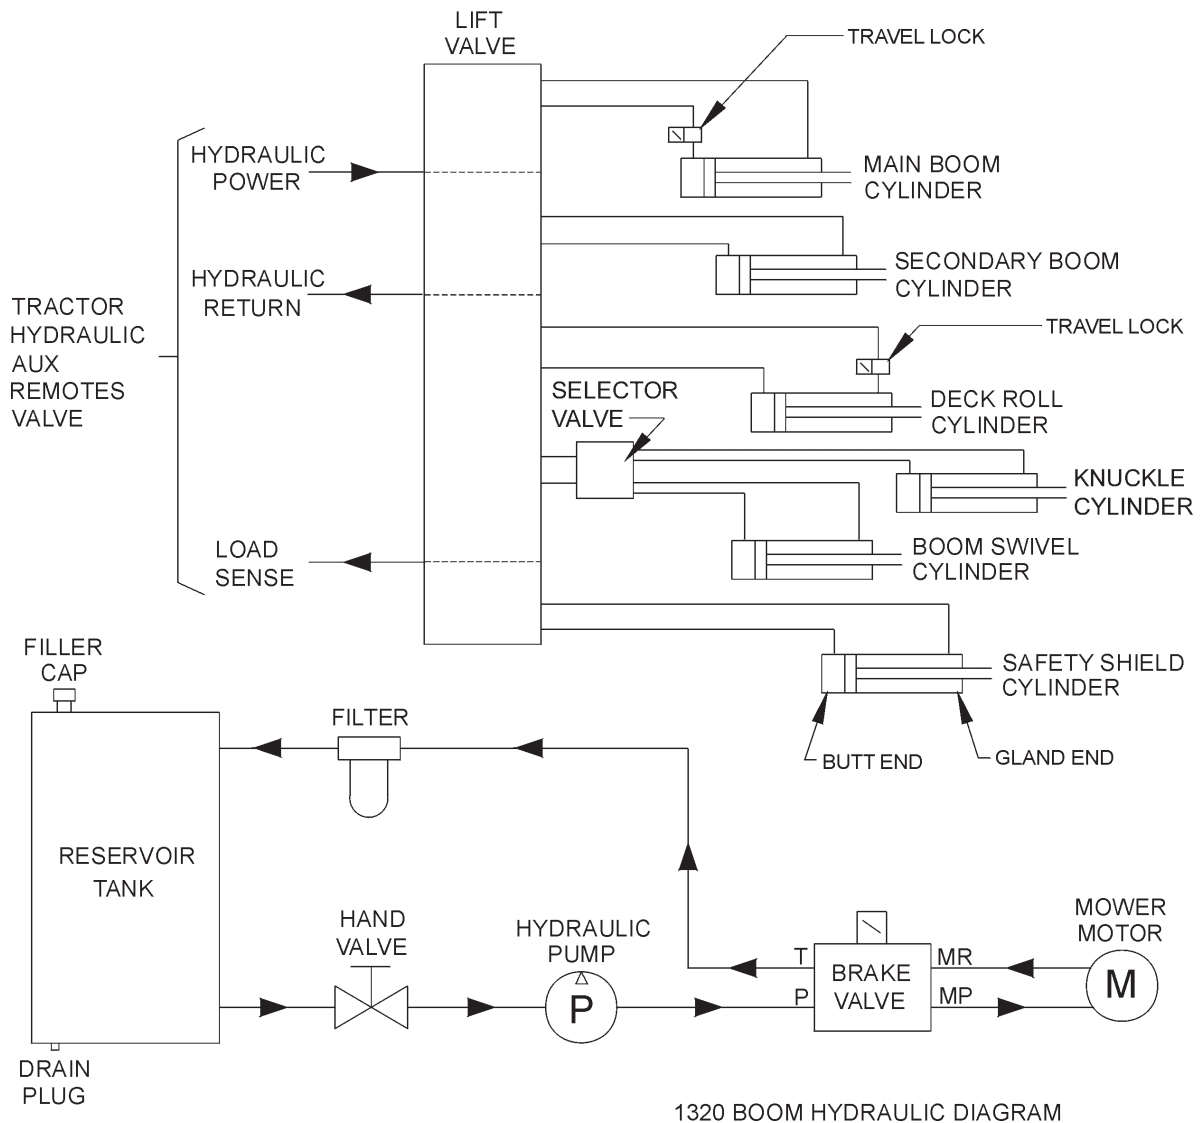 LIFT
VALVE
TRAVEL LOCK
HYDRAULIC
POWER
MAIN BOOM
CYLINDER
HYDRAULIC
RETURN
SECONDARY BOOM
CYLINDER
TRACTOR
HYDRAULIC
AUX
REMOTES
VALVE
TRAVEL LOCK
SELECTOR
VALVE
DECK ROLL
CYLINDER
KNUCKLE
CYLINDER
LOAD
SENSE
BOOM SWIVEL
CYLINDER
SAFETY SHIELD
CYLINDER
BUTT END
GLAND END
FILLER
CAP
FILTER
RESERVOIR
TANK
HAND
VALVE
HYDRAULIC
PUMP
P
T
P
BRAKE
VALVE
MR
MP
MOWER
MOTOR
M
DRAIN
PLUG
1320 BOOM HYDRAULIC DIAGRAM